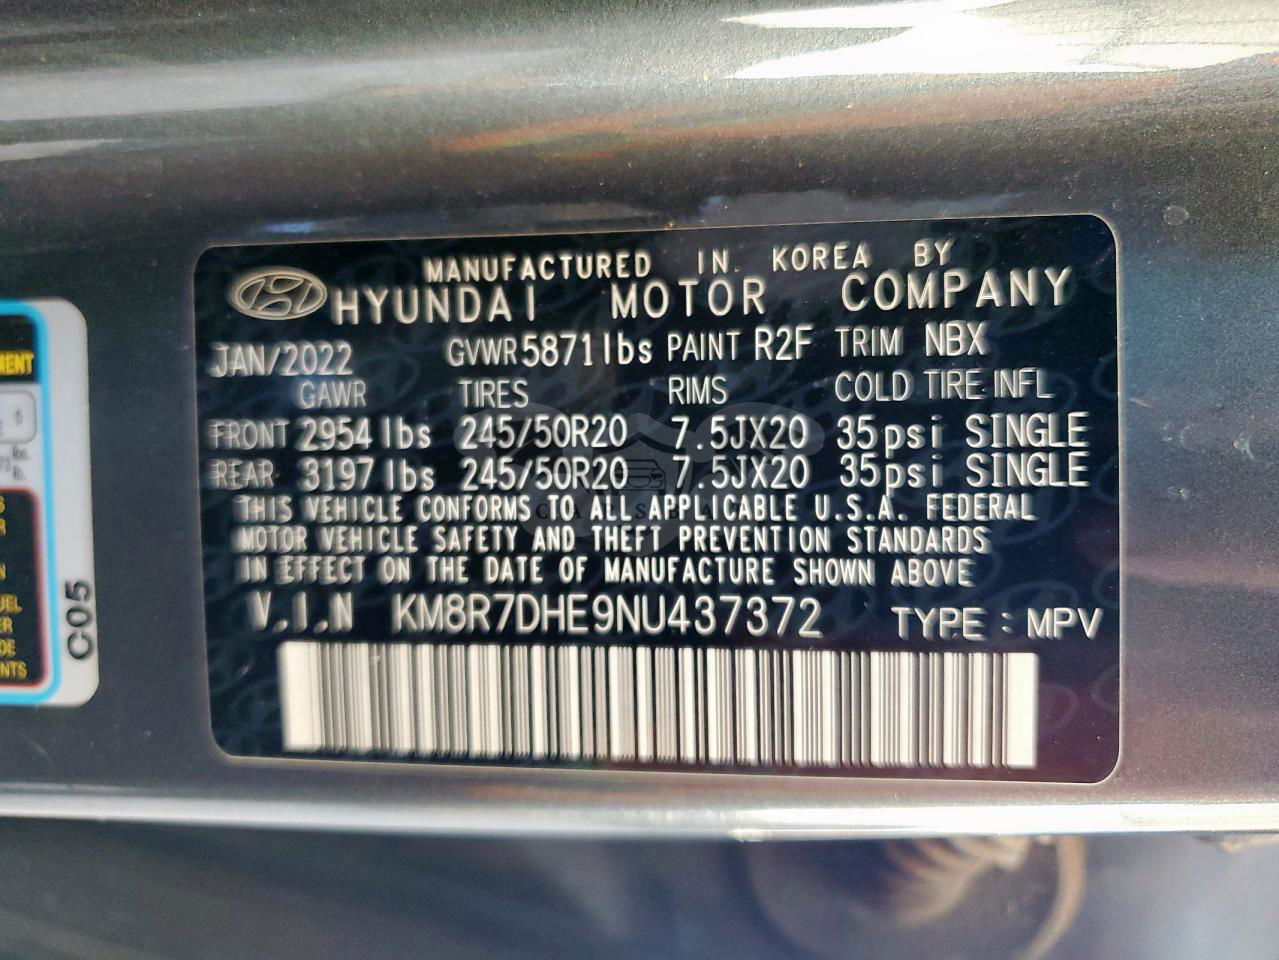 MANUFACTURED IN KOREA BY
HYUNDAI MOTOR COMPANY
JAN/2022 GVWR 5871lbs PAINT R2F TRIM NBX
GAWR TIRES RIMS COLD TIRE INFL
FRONT 2954 lbs 245/50R20 7.5JX20 35psi SINGLE
REAR 3197 lbs 245/50R20 7.5JX20 35psi SINGLE
THIS VEHICLE CONFORMS TO ALL APPLICABLE U.S.A. FEDERAL
MOTOR VEHICLE SAFETY AND THEFT PREVENTION STANDARDS
IN EFFECT ON THE DATE OF MANUFACTURE SHOWN ABOVE
V.I.N KM8R7DHE9NU437372 TYPE : MPV
C05